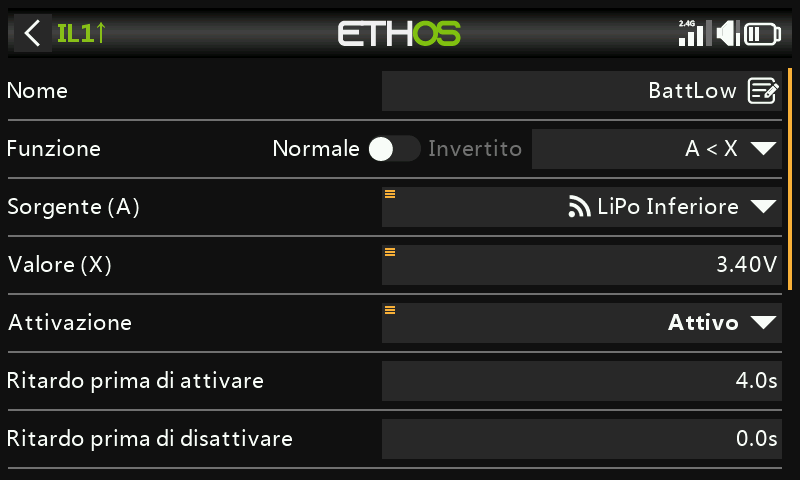 IL1↑ ETHOS 2.4G
Nome BattLow
Funzione Normale Invertito A < X
Sorgente (A) LiPo Inferiore
Valore (X) 3.40V
Attivazione Attivo
Ritardo prima di attivare 4.0s
Ritardo prima di disattivare 0.0s